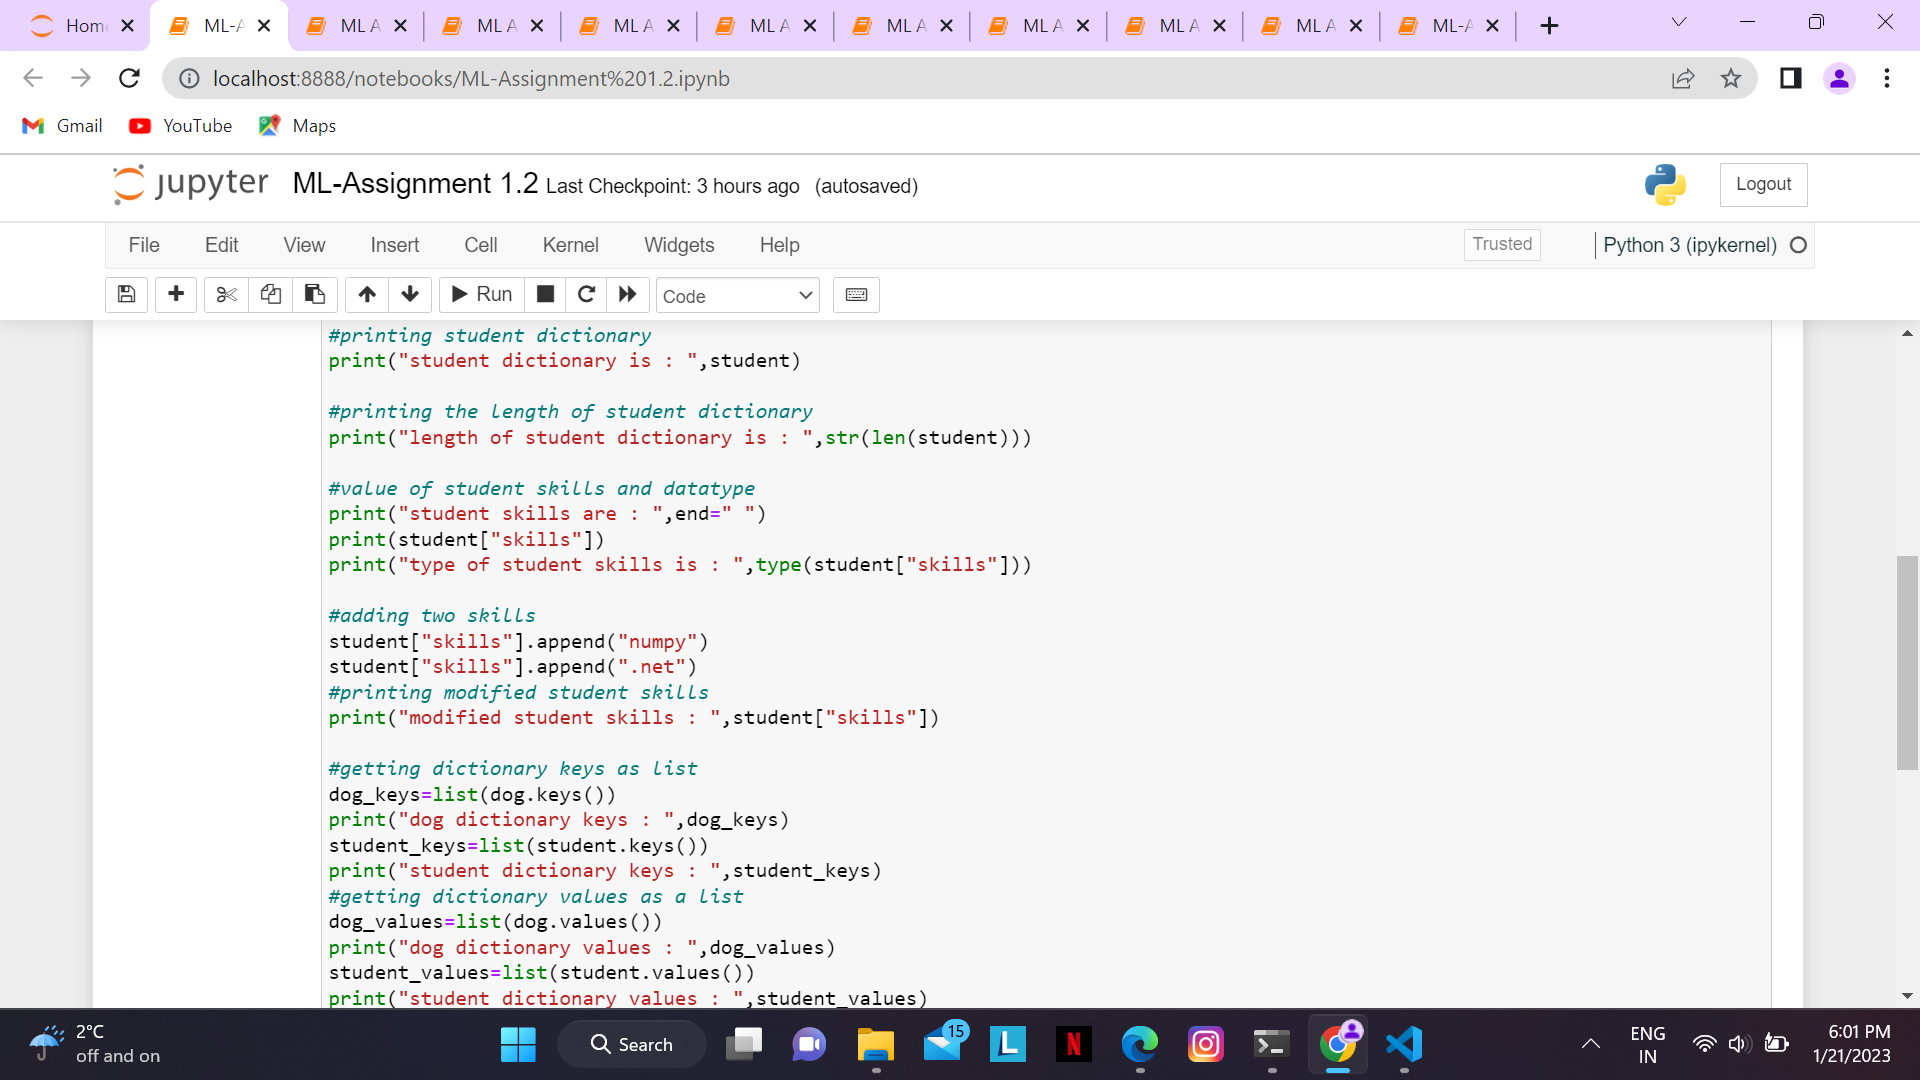 Home
ML-A
ML A
ML A
ML A
ML A
ML A
ML A
ML A
ML A
ML-A
localhost:8888/notebooks/ML-Assignment%201.2.ipynb
Gmail YouTube Maps
jupyter ML-Assignment 1.2 Last Checkpoint: 3 hours ago (autosaved)
Logout
File Edit View Insert Cell Kernel Widgets Help
Trusted
Python 3 (ipykernel)
Run
Code
#printing student dictionary
print("student dictionary is : ",student)
#printing the length of student dictionary
print("length of student dictionary is : ",str(len(student)))
#value of student skills and datatype
print("student skills are : ",end=" ")
print(student["skills"])
print("type of student skills is : ",type(student["skills"]))
#adding two skills
student["skills"].append("numpy")
student["skills"].append(".net")
#printing modified student skills
print("modified student skills : ",student["skills"])
#getting dictionary keys as list
dog_keys=list(dog.keys())
print("dog dictionary keys : ",dog_keys)
student_keys=list(student.keys())
print("student dictionary keys : ",student_keys)
#getting dictionary values as a list
dog_values=list(dog.values())
print("dog dictionary values : ",dog_values)
student_values=list(student.values())
print("student dictionary values : ",student_values)
2°C
off and on
Search
15
L
N
ENG
IN
6:01 PM
1/21/2023